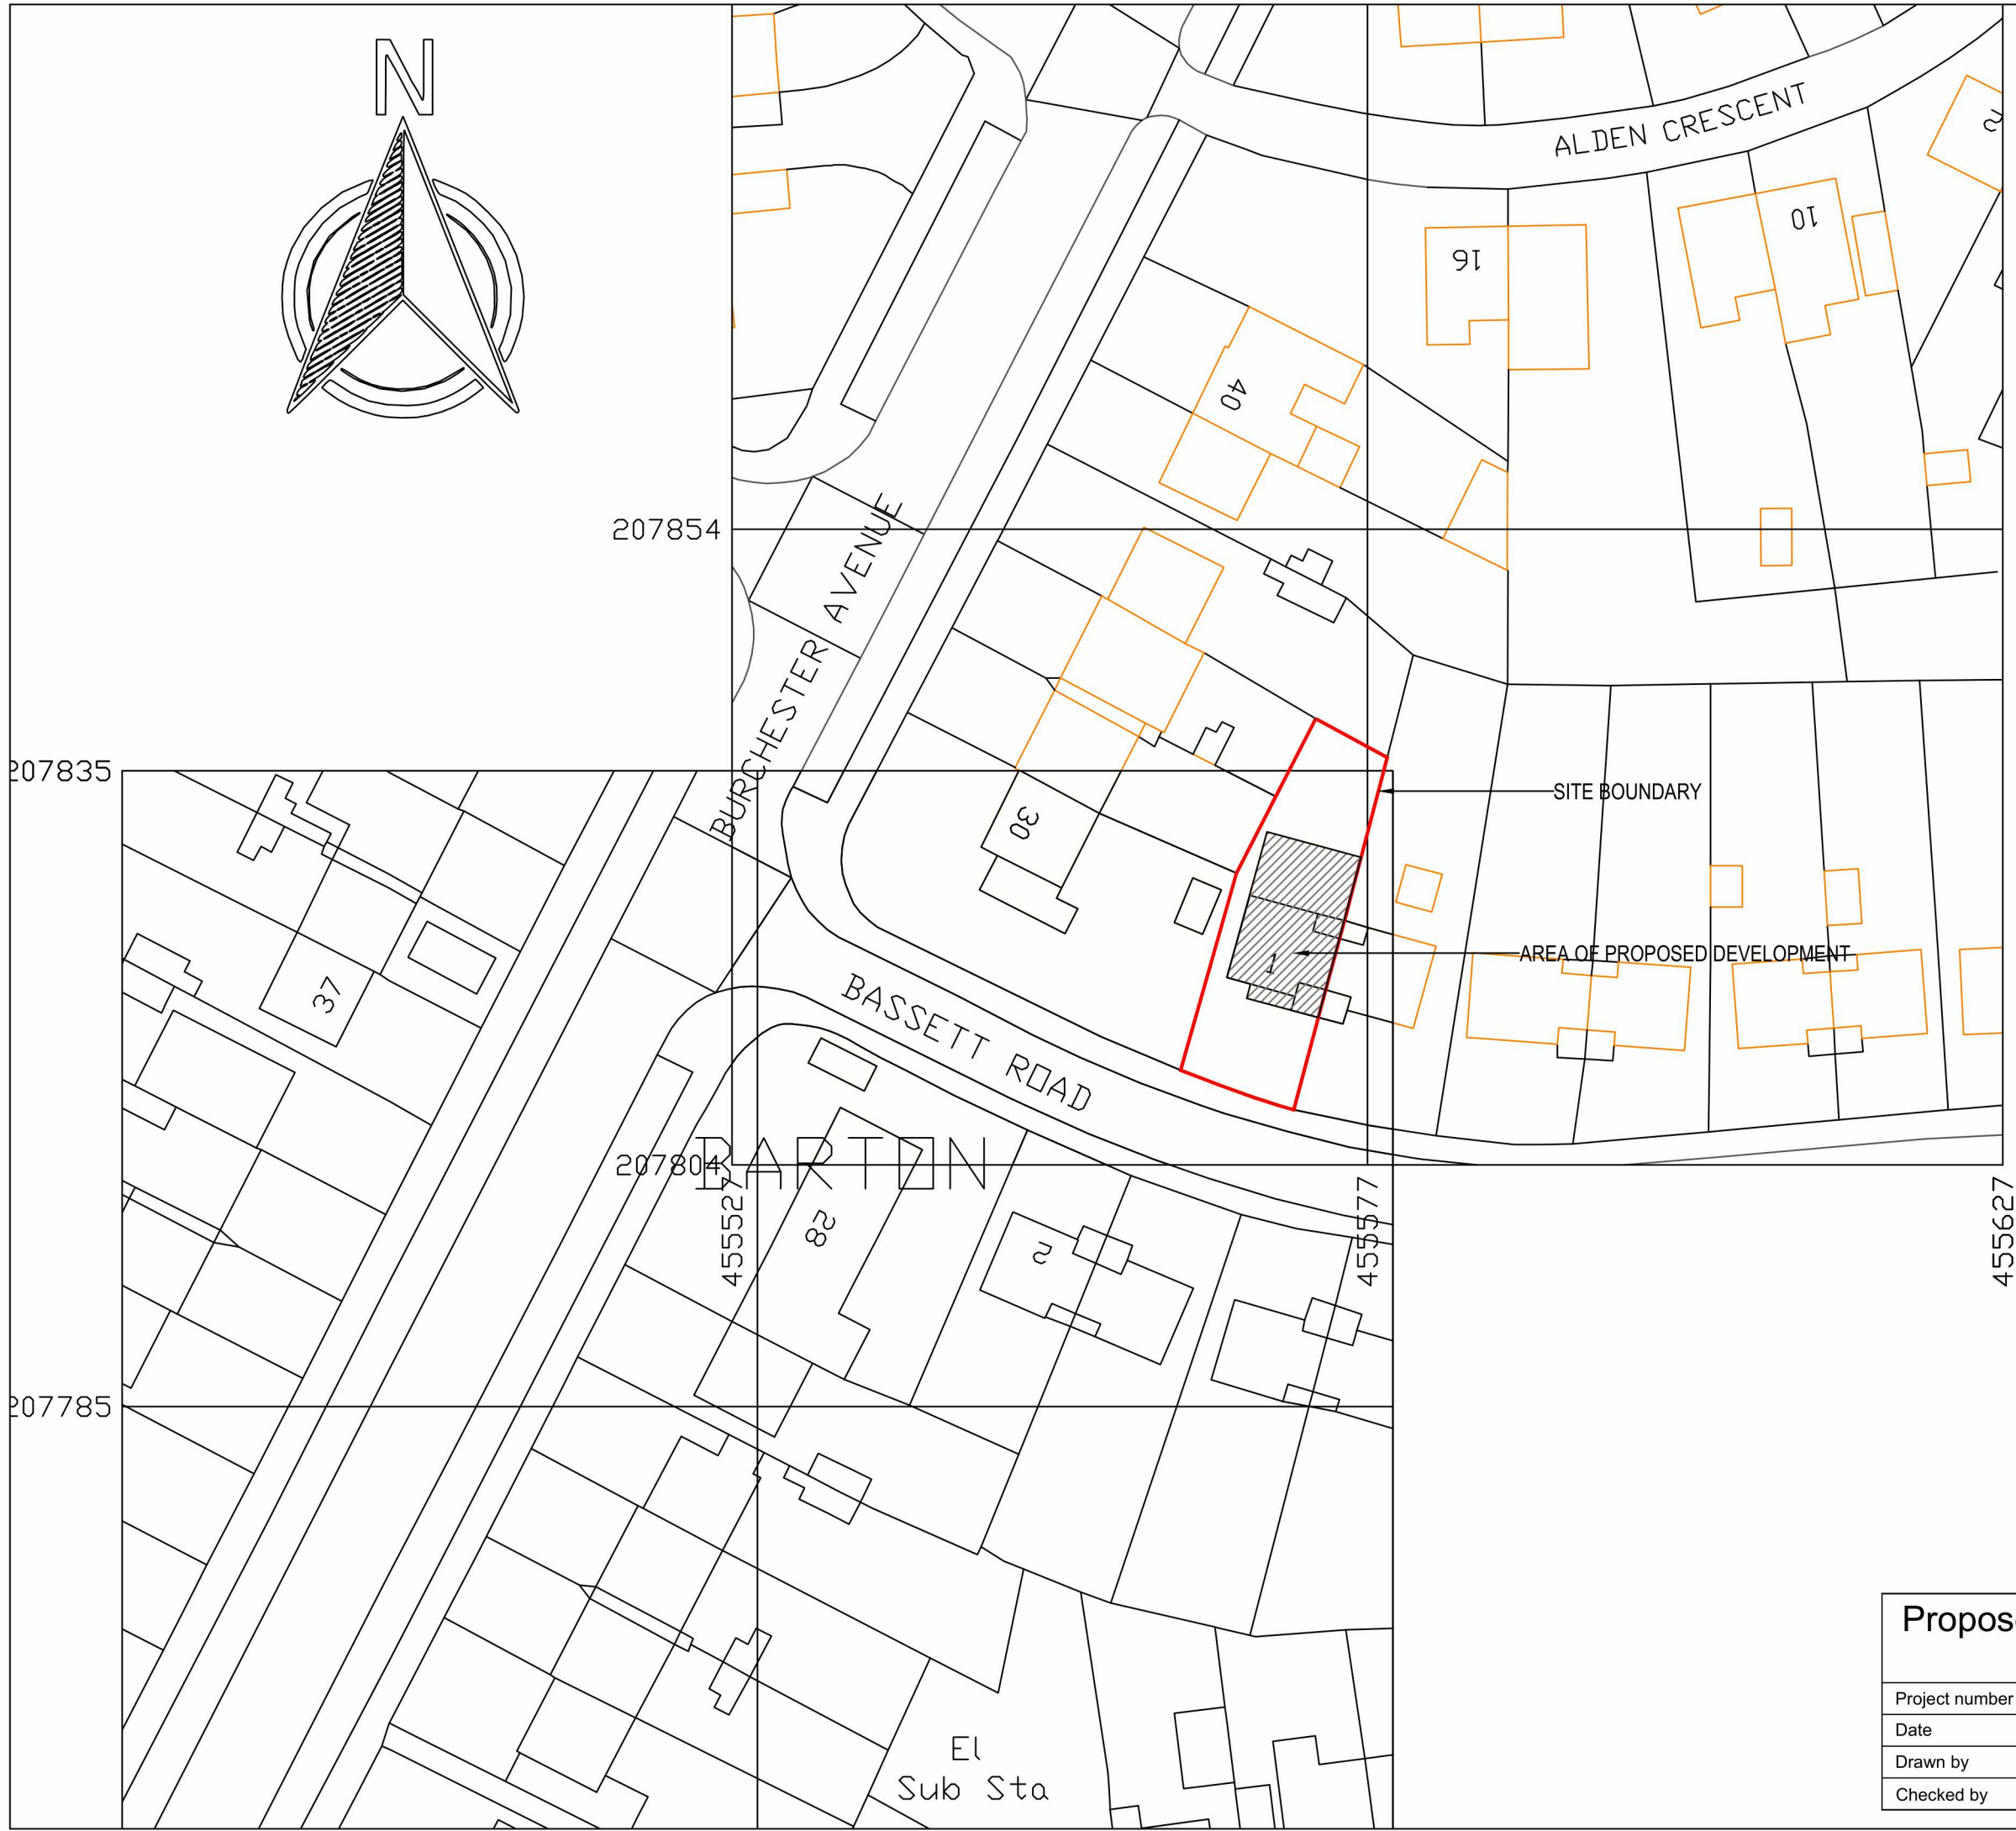 N
ALDEN CRESCENT
16
10
2
40
207854
BURCHESTER AVENUE
207835
SITE BOUNDARY
30
AREA OF PROPOSED DEVELOPMENT
1
37
BASSETT ROAD
207804
BARTON
455527
455577
455627
28
2
207785
El
Sub Sta
Project number
Date
Drawn by
Checked by